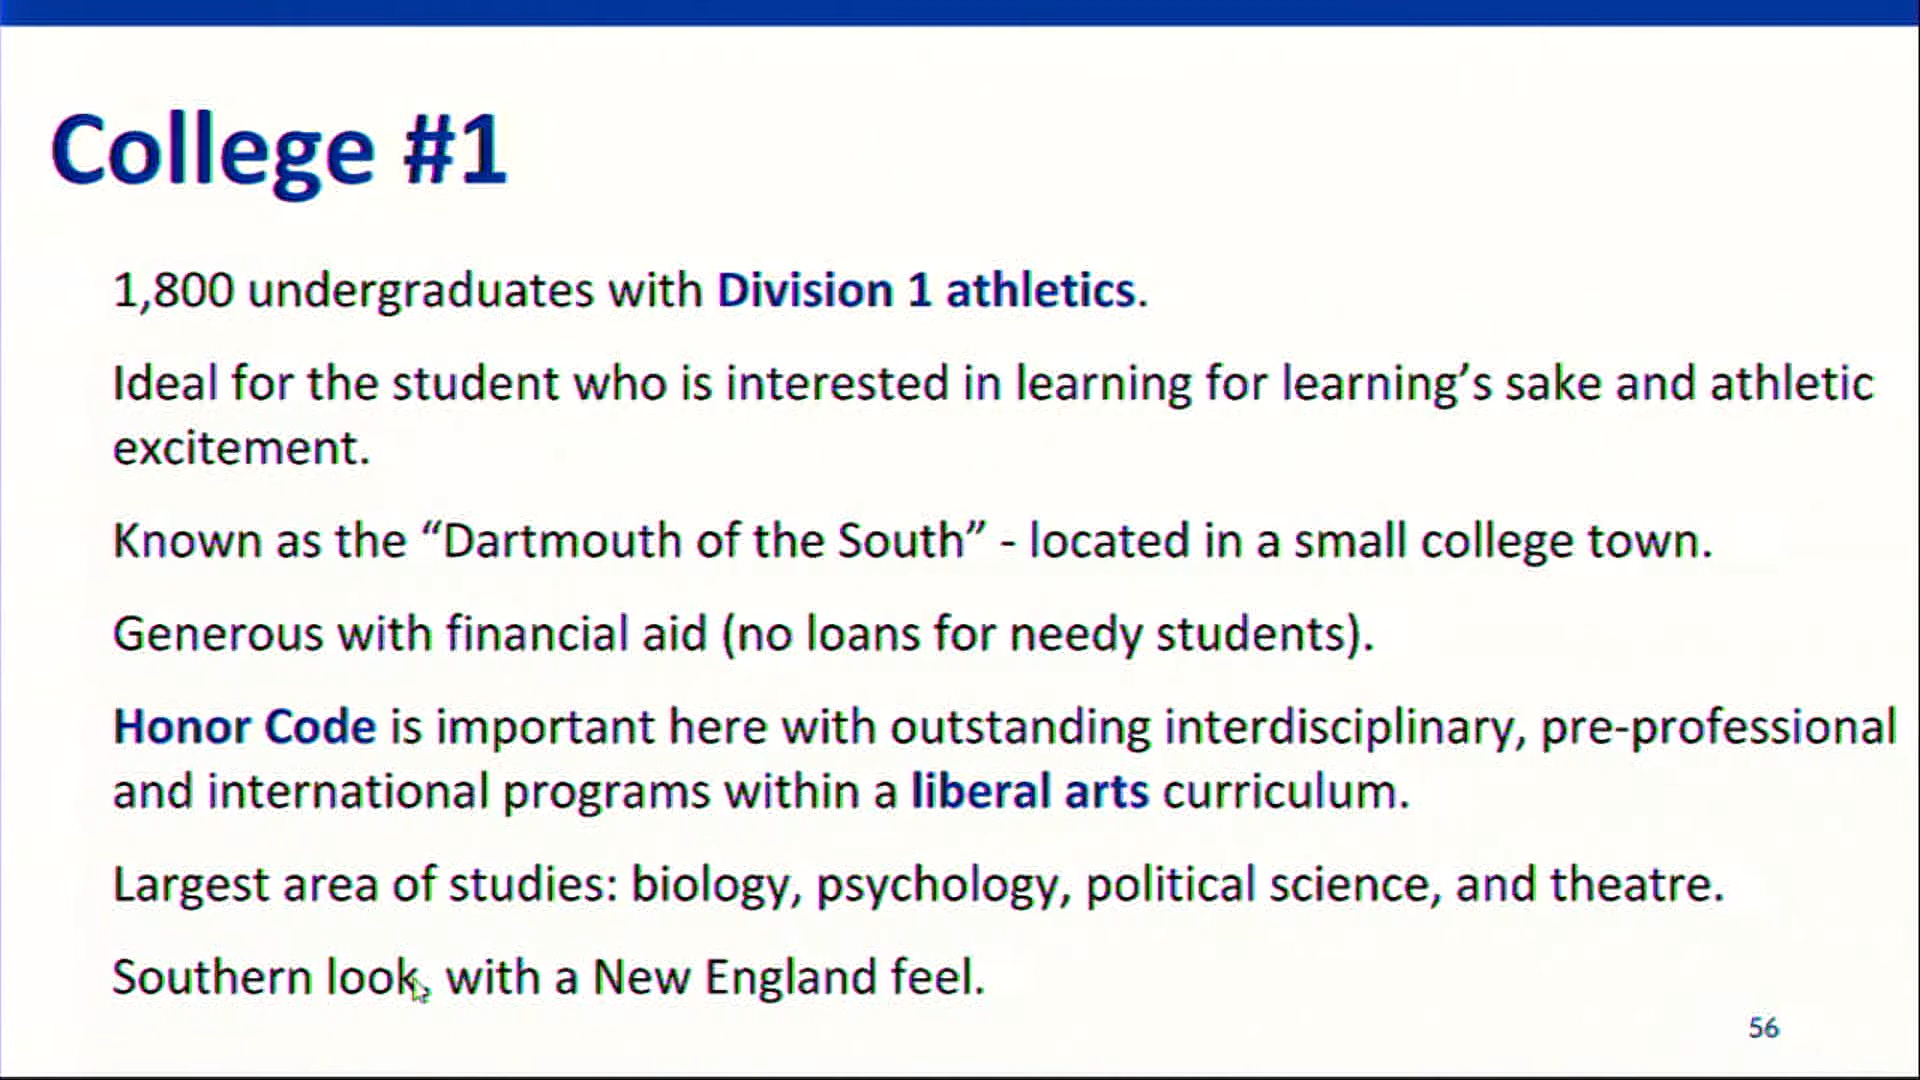 College #1
1,800 undergraduates with Division 1 athletics.
Ideal for the student who is interested in learning for learning’s sake and athletic
excitement.
Known as the “Dartmouth of the South” - located in a small college town.
Generous with financial aid (no loans for needy students).
Honor Code is important here with outstanding interdisciplinary, pre-professional
and international programs within a liberal arts curriculum.
Largest area of studies: biology, psychology, political science, and theatre.
Southern look, with a New England feel.
56